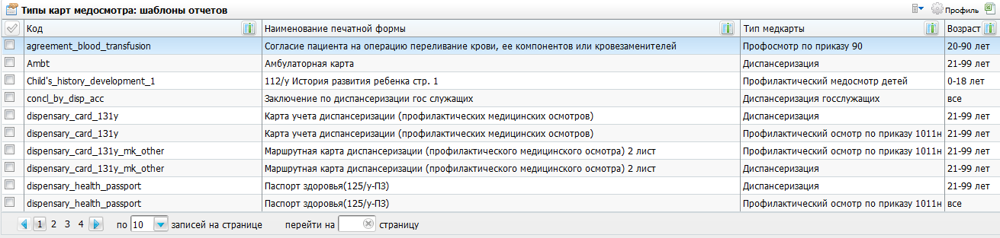 Типы карт медосмотра: шаблоны отчетов Профиль
Код Наименование печатной формы Тип медкарты Возраст
agreement_blood_transfusion Согласие пациента на операцию переливание крови, ее компонентов или кровезаменителей Профосмотр по приказу 90 20-90 лет
Ambt Амбулаторная карта Диспансеризация 21-99 лет
Child's_history_development_1 112/у История развития ребенка стр. 1 Профилактический медосмотр детей 0-18 лет
concl_by_disp_acc Заключение по диспансеризации гос служащих Диспансеризация госслужащих все
dispensary_card_131y Карта учета диспансеризации (профилактических медицинских осмотров) Диспансеризация 21-99 лет
dispensary_card_131y Карта учета диспансеризации (профилактических медицинских осмотров) Профилактический осмотр по приказу 1011н 21-99 лет
dispensary_card_131y_mk_other Маршрутная карта диспансеризации (профилактического медицинского осмотра) 2 лист Профилактический осмотр по приказу 1011н 21-99 лет
dispensary_card_131y_mk_other Маршрутная карта диспансеризации (профилактического медицинского осмотра) 2 лист Диспансеризация 21-99 лет
dispensary_health_passport Паспорт здоровья(125/у-ПЗ) Диспансеризация 21-99 лет
dispensary_health_passport Паспорт здоровья(125/у-ПЗ) Профилактический осмотр по приказу 1011н все
1 2 3 4 по 10 записей на странице перейти на страницу